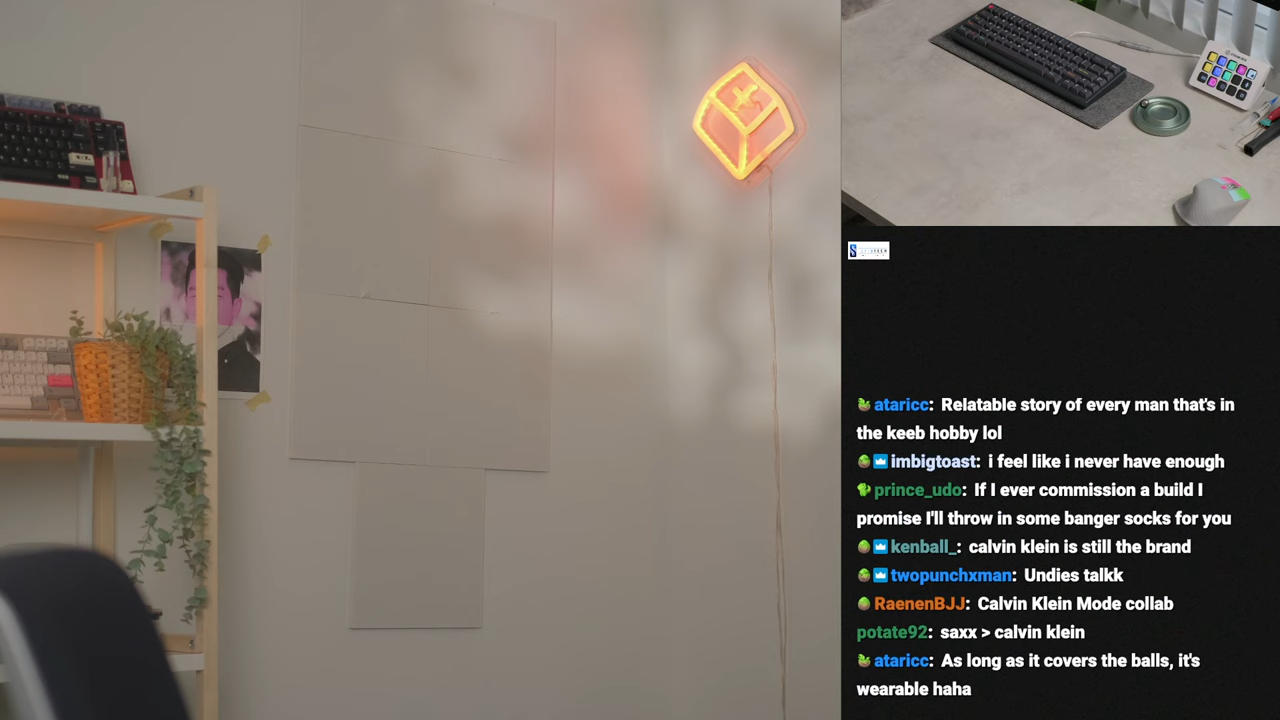 ataricc: Relatable story of every man that's in
the keeb hobby lol
imbigtoast: i feel like i never have enough
prince_udo: If I ever commission a build I
promise I'll throw in some banger socks for you
kenball_: calvin klein is still the brand
twopunchxman: Undies talkk
RaenenBJJ: Calvin Klein Mode collab
potate92: saxx > calvin klein
ataricc: As long as it covers the balls, it's
wearable haha